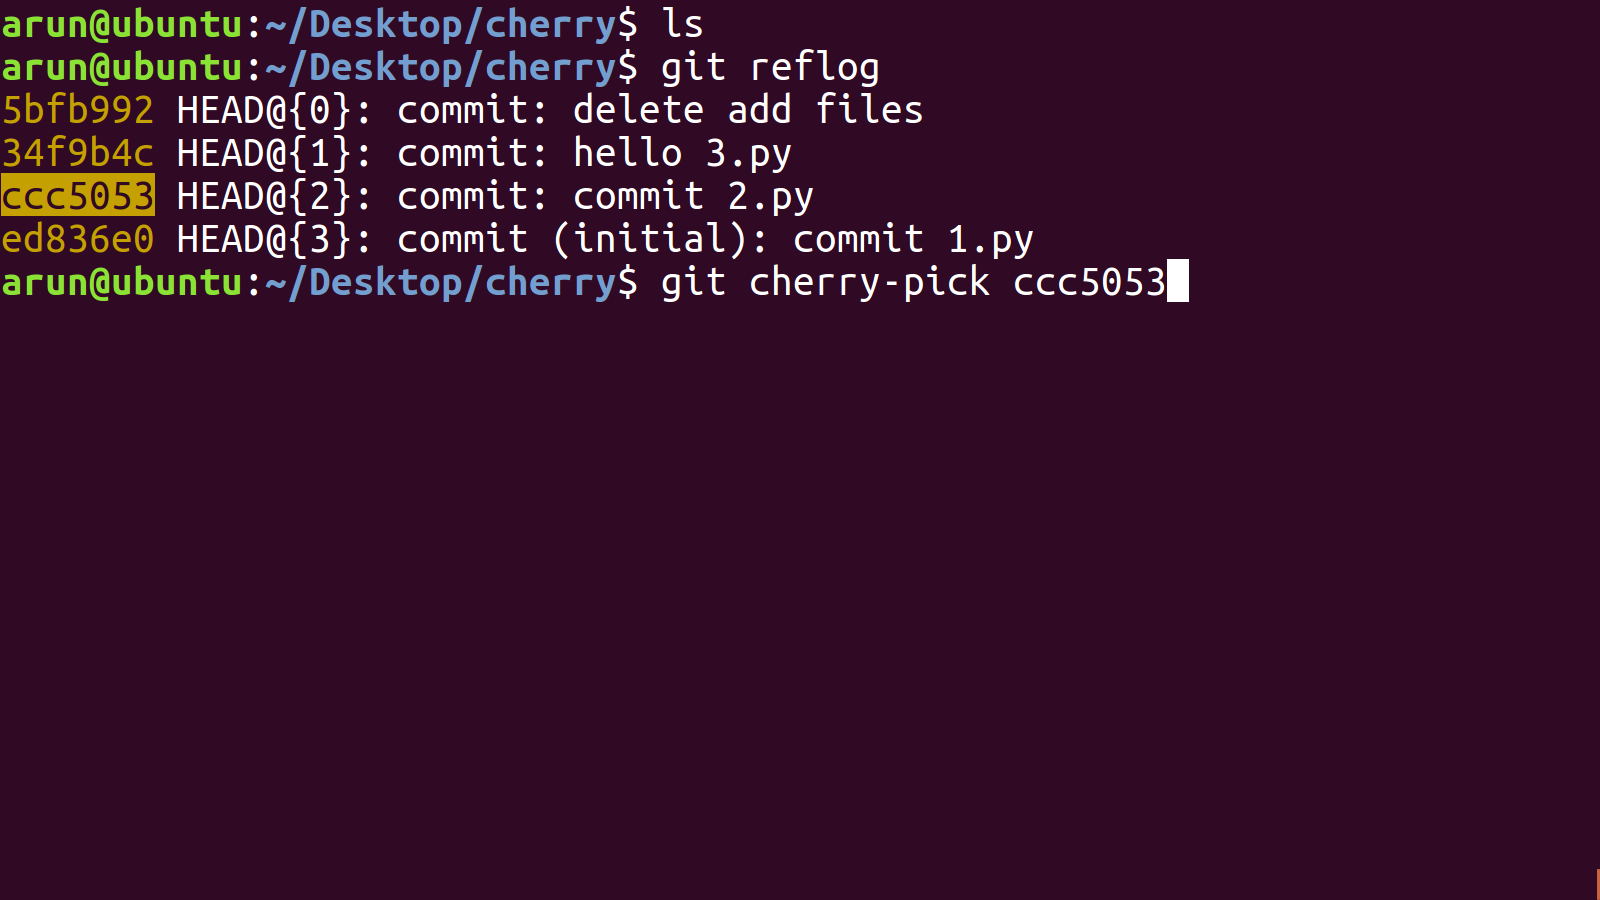 arun@ubuntu:~/Desktop/cherry$ ls
arun@ubuntu:~/Desktop/cherry$ git reflog
5bfb992 HEAD@{0}: commit: delete add files
34f9b4c HEAD@{1}: commit: hello 3.py
ccc5053 HEAD@{2}: commit: commit 2.py
ed836e0 HEAD@{3}: commit (initial): commit 1.py
arun@ubuntu:~/Desktop/cherry$ git cherry-pick ccc5053